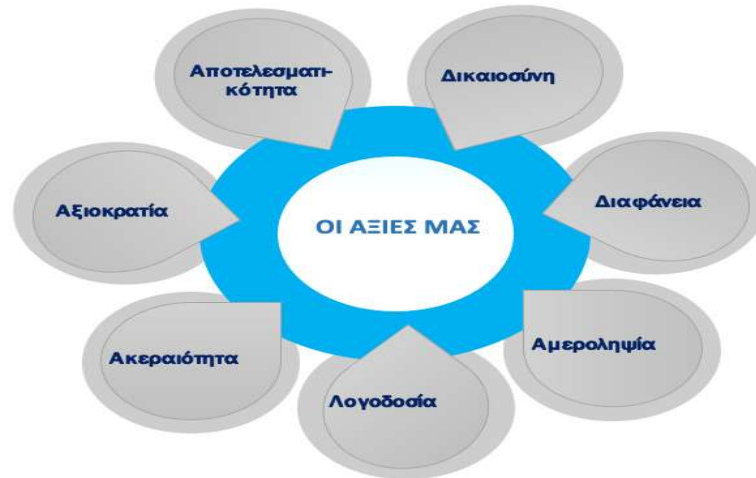 Αποτελεσματι-
κότητα
Δικαιοσύνη
Αξιοκρατία
ΟΙ ΑΞΙΕΣ ΜΑΣ
Διαφάνεια
Ακεραιότητα
Αμεροληψία
Λογοδοσία